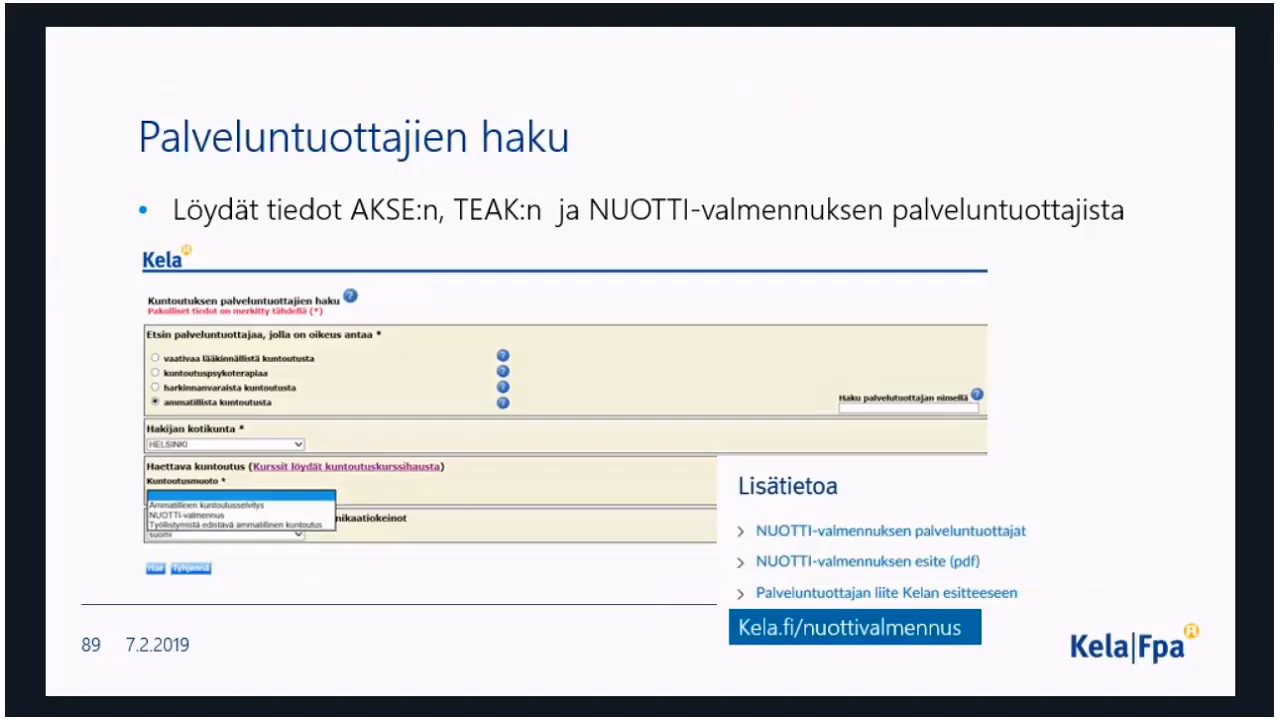 Palveluntuottajien haku
• Löydät tiedot AKSE:n, TEAK:n ja NUOTTI-valmennuksen palveluntuottajista
Kela
Kuntoutuksen palveluntuottajien haku
Pakolliset tiedot on merkitty tähdellä (*)
Etsin palveluntuottajaa, jolla on oikeus antaa *
vaativaa lääkinnällistä kuntoutusta
kuntoutuspsykoterapiaa
harkinnanvaraista kuntoutusta
ammatillista kuntoutusta
Haku palvelutuottajan nimellä
Hakijan kotikunta *
HELSINKI
Haettava kuntoutus (Kurssit löydät kuntoutuskurssihausta)
Kuntoutusmuoto *
Ammatillinen kuntoutusselvitys
NUOTTI-valmennus
Työllistymistä edistävä ammatillinen kuntoutus
nikaatiokeinot
suomi
Hae Tyhjennä
Lisätietoa
NUOTTI-valmennuksen palveluntuottajat
NUOTTI-valmennuksen esite (pdf)
Palveluntuottajan liite Kelan esitteeseen
Kela.fi/nuottivalmennus
89 7.2.2019
Kela|Fpa